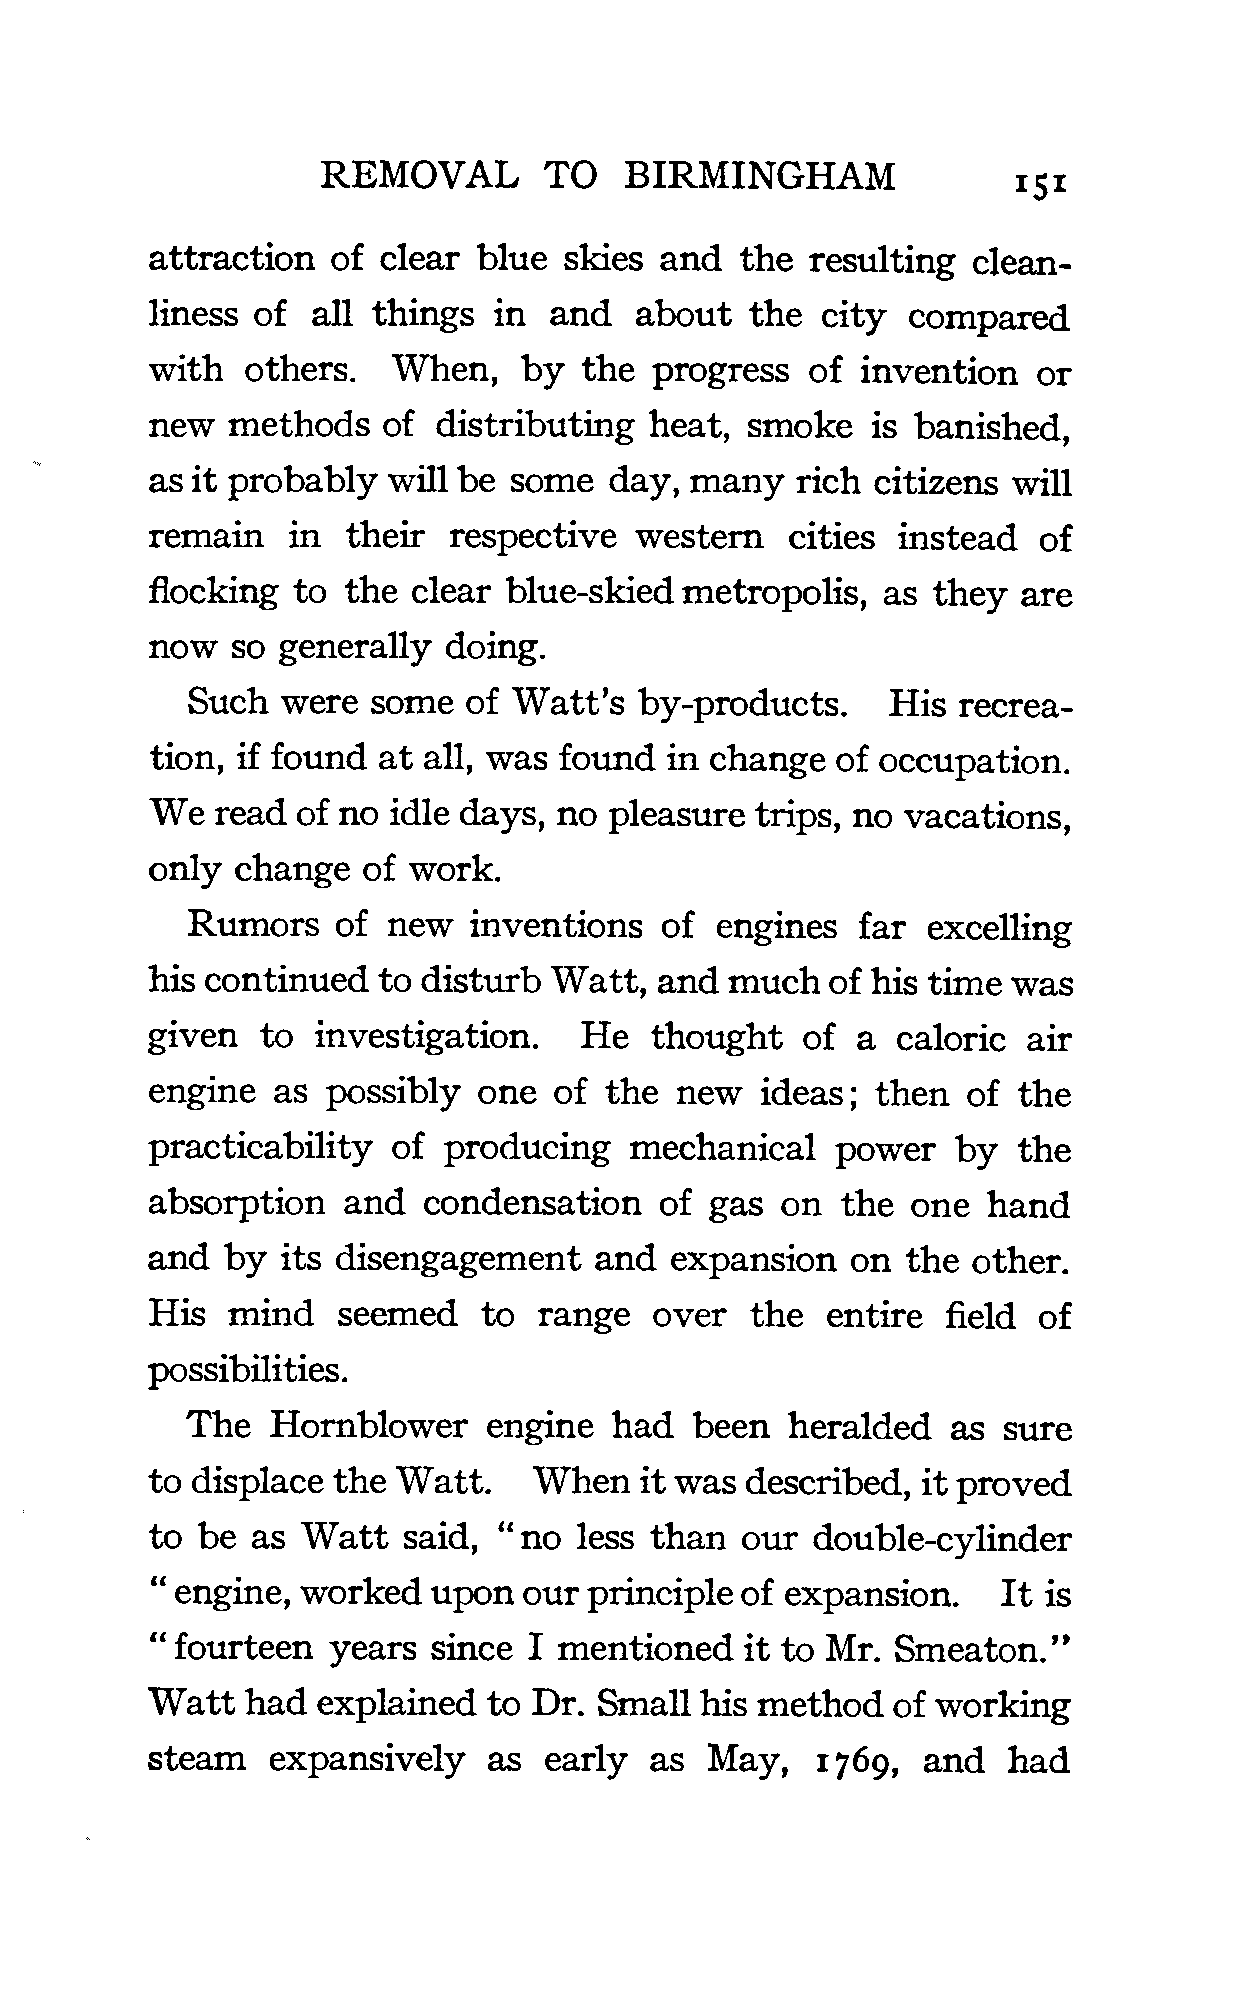 REMOVAL TO BIRMINGHAM 151
attraction of clear blue skies and the resulting clean-
liness of all things in and about the city compared
with others. When, by the progress of invention or
new methods of distributing heat, smoke is banished,
as it probably will be some day, many rich citizens will
remain in their respective western cities instead of
flocking to the clear blue-skied metropolis, as they are
now so generally doing.
Such were some of Watt's by-products. His recrea-
tion, if found at all, was found in change of occupation.
We read of no idle days, no pleasure trips, no vacations,
only change of work.
Rumors of new inventions of engines far excelling
his continued to disturb Watt, and much of his time was
given to investigation. He thought of a caloric air
engine as possibly one of the new ideas; then of the
practicability of producing mechanical power by the
absorption and condensation of gas on the one hand
and by its disengagement and expansion on the other.
His mind seemed to range over the entire field of
possibilities.
The Hornblower engine had been heralded as sure
to displace the Watt. When it was described, it proved
to be as Watt said, "no less than our double-cylinder
"engine, worked upon our principle of expansion. It is
"fourteen years since I mentioned it to Mr. Smeaton."
Watt had explained to Dr. Small his method of working
steam expansively as early as May, 1769, and had